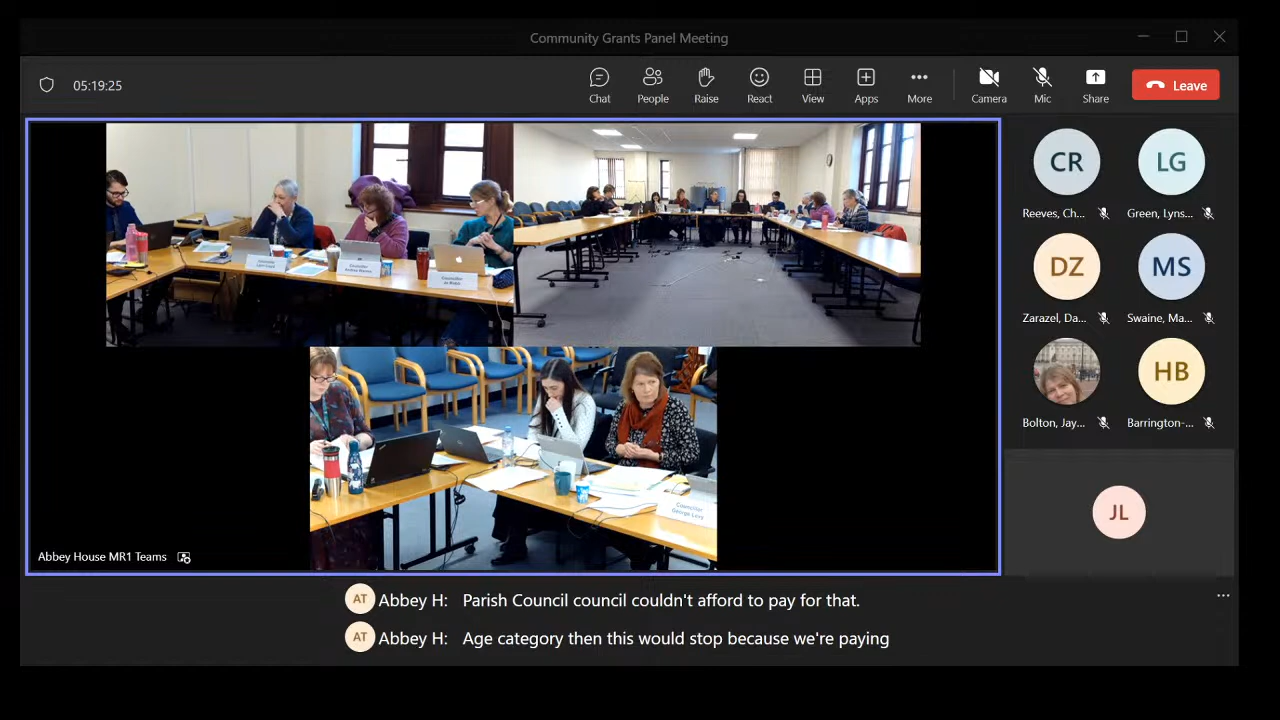 Community Grants Panel Meeting
05:19:25
Chat
People
Raise
React
View
Apps
More
Camera
Mic
Share
Leave
CR
LG
Reeves, Ch...
Green, Lyns...
DZ
MS
Zarazel, Da...
Swaine, Ma...
HB
Bolton, Jay...
Barrington-...
JL
Councillor
George Levy
Abbey House MR1 Teams
AT Abbey H: Parish Council council couldn't afford to pay for that.
AT Abbey H: Age category then this would stop because we're paying